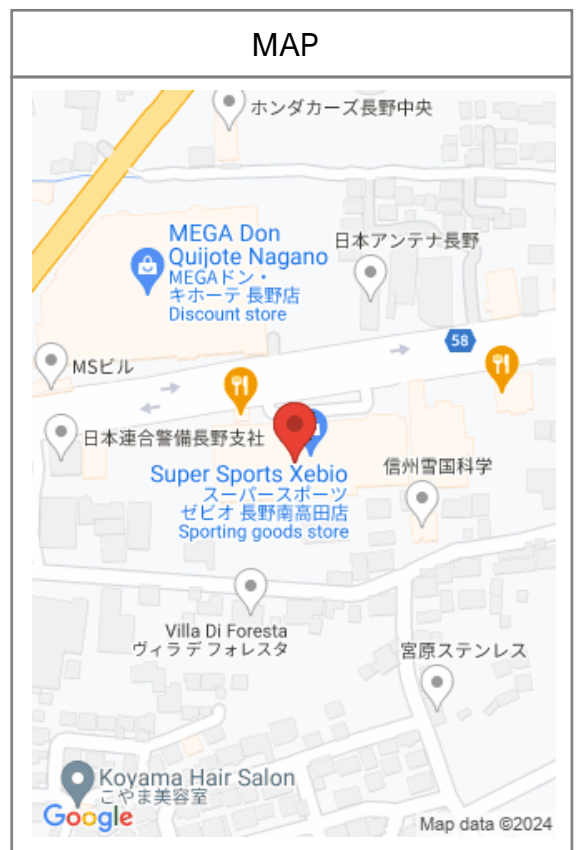 MAP
ホンダカーズ長野中央
MEGA Don
Quijote Nagano
MEGAドン・
キホーテ 長野店
Discount store
日本アンテナ長野
58
MSビル
日本連合警備長野支社
Super Sports Xebio
スーパースポーツ
ゼビオ 長野南高田店
Sporting goods store
信州雪国科学
Villa Di Foresta
ヴィラ デ フォレスタ
宮原ステンレス
Koyama Hair Salon
こやま美容室
Google
Map data ©2024